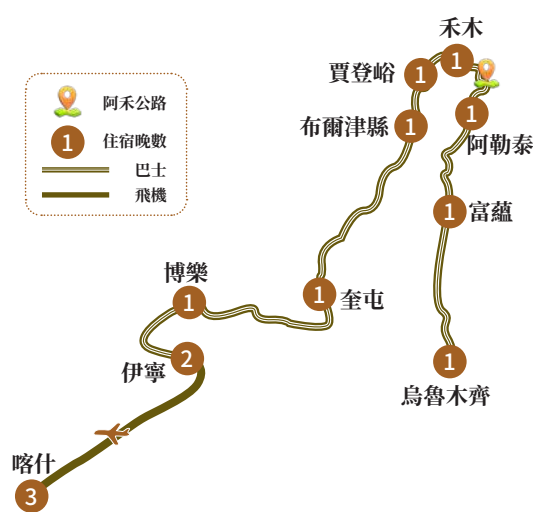 禾木
賈登峪
阿禾公路
1
住宿晚數
巴士
飛機
1
1
布爾津縣
1
1
阿勒泰
1
富蘊
博樂
1
1
奎屯
伊寧
2
1
烏魯木齊
喀什
3